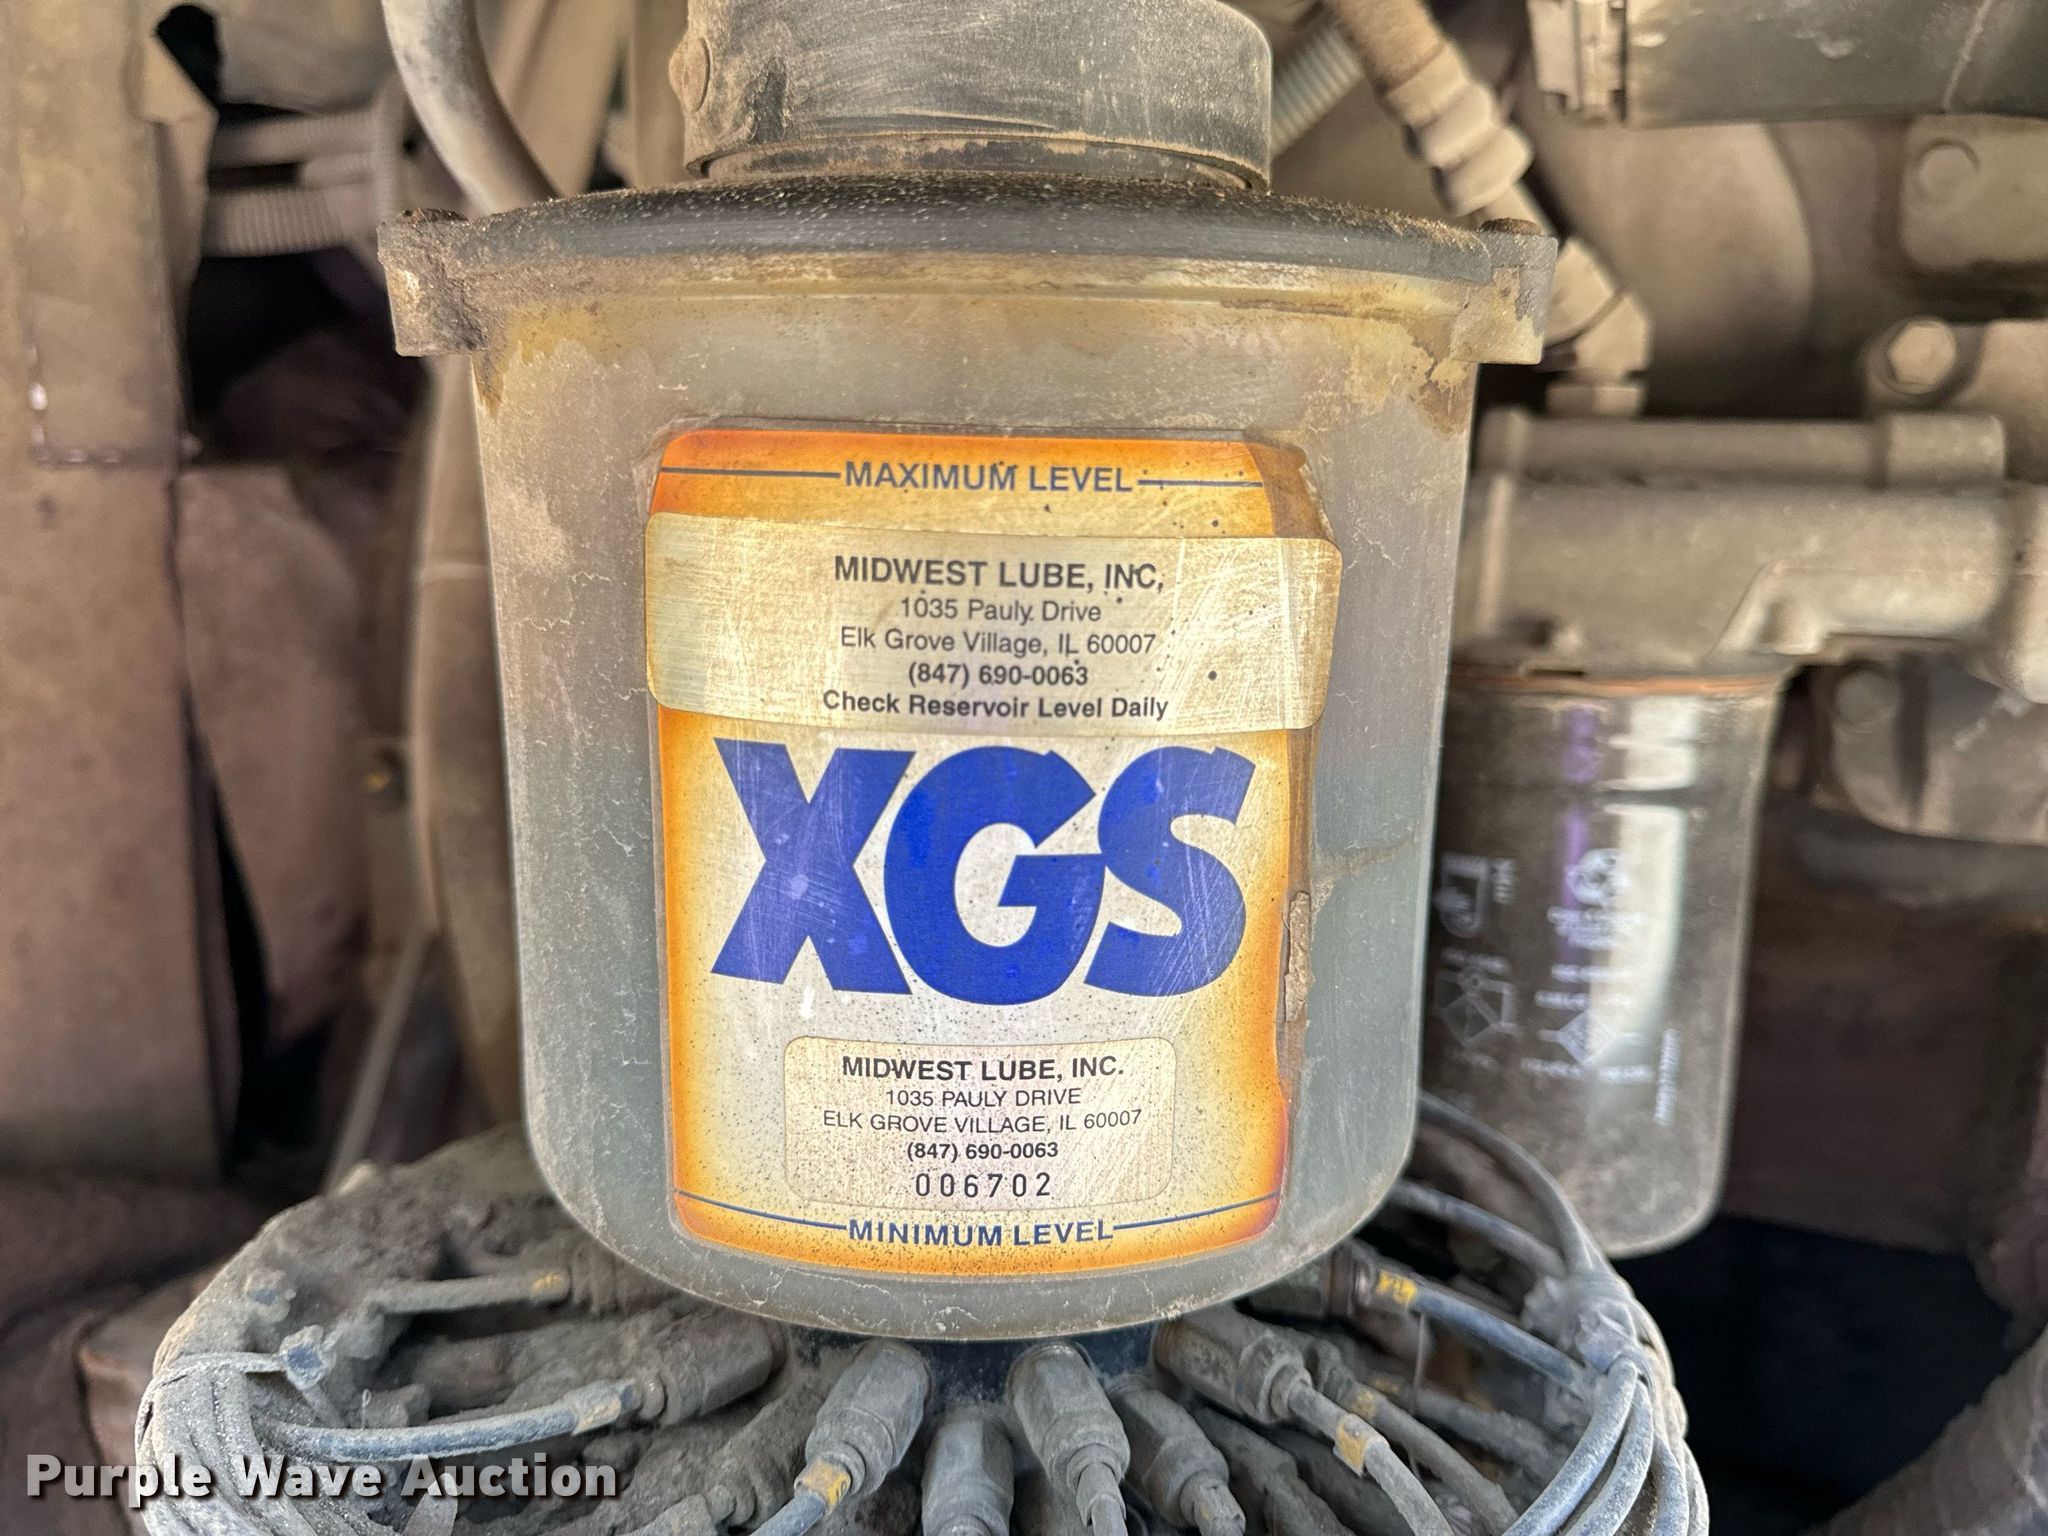 MAXIMUM LEVEL
MIDWEST LUBE, INC.
1035 Pauly Drive
Elk Grove Village, IL 60007
(847) 690-0063
Check Reservoir Level Daily
XGS
MIDWEST LUBE, INC.
1035 PAULY DRIVE
ELK GROVE VILLAGE, IL 60007
(847) 690-0063
006702
MINIMUM LEVEL
Purple Wave Auction